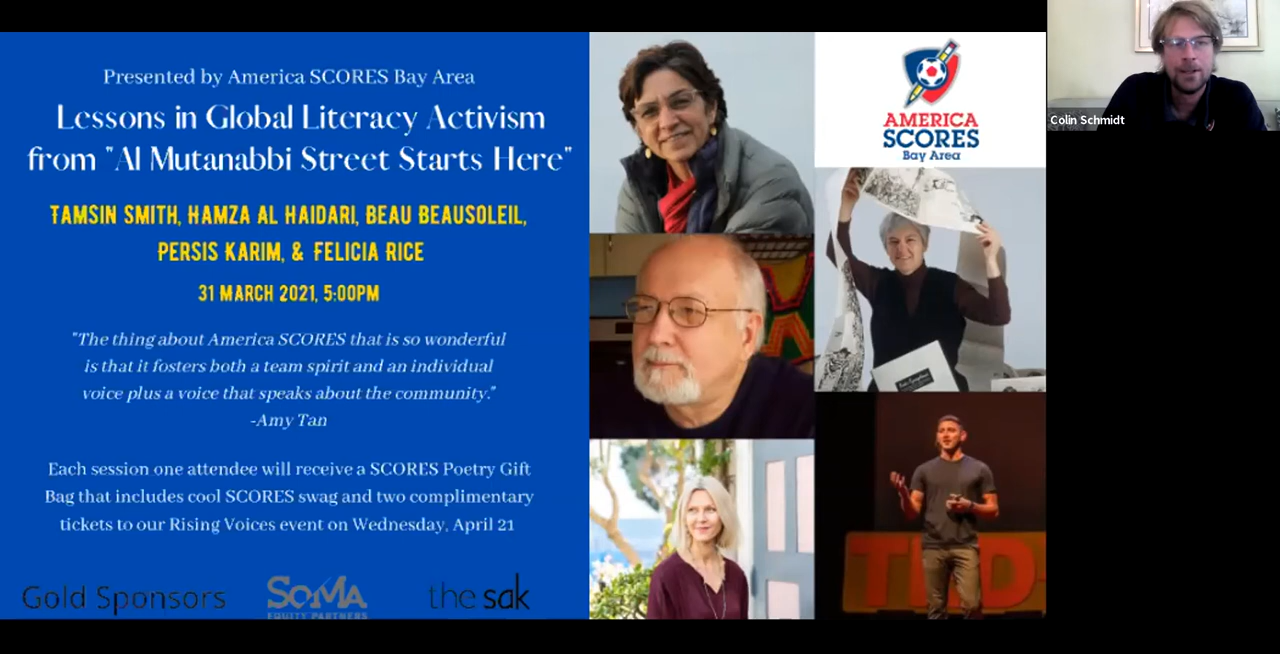 Presented by America SCORES Bay Area
Lessons in Global Literacy Activism
from "Al Mutanabbi Street Starts Here"
TAMSIN SMITH, HAMZA AL HAIDARI, BEAU BEAUSOLEIL,
PERSIS KARIM, & FELICIA RICE
31 MARCH 2021, 5:00PM
"The thing about America SCORES that is so wonderful
is that it fosters both a team spirit and an individual
voice plus a voice that speaks about the community."
-Amy Tan
Each session one attendee will receive a SCORES Poetry Gift
Bag that includes cool SCORES swag and two complimentary
tickets to our Rising Voices event on Wednesday, April 21
Gold Sponsors
SoMA
EQUITY PARTNERS
the sak
AMERICA
SCORES
Bay Area
TED
Colin Schmidt